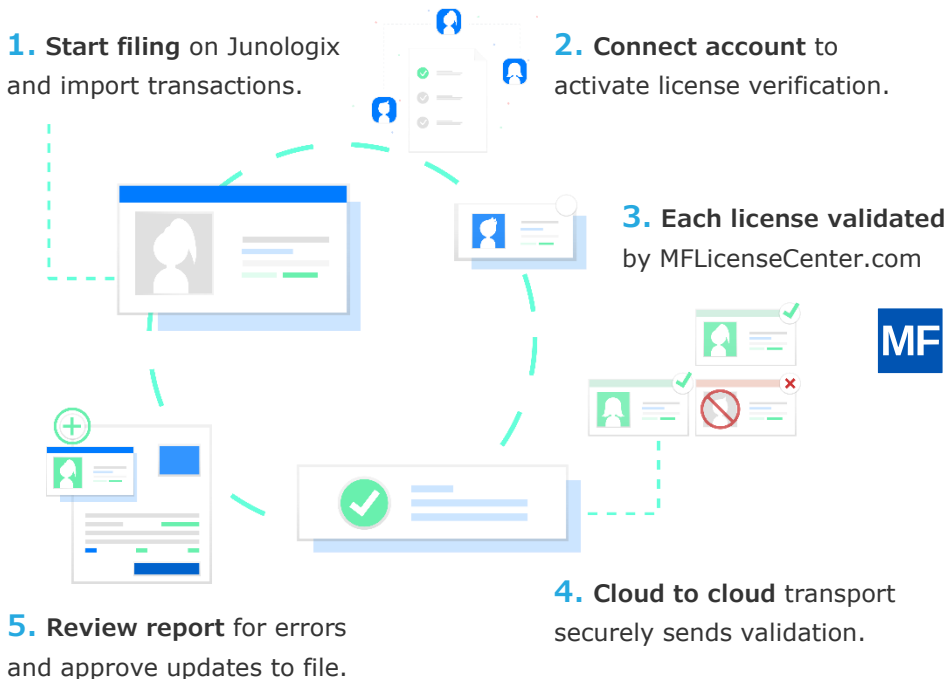 1. Start filing on Junologix
and import transactions.
2. Connect account to
activate license verification.
3. Each license validated
by MFLicenseCenter.com
MF
4. Cloud to cloud transport
securely sends validation.
5. Review report for errors
and approve updates to file.